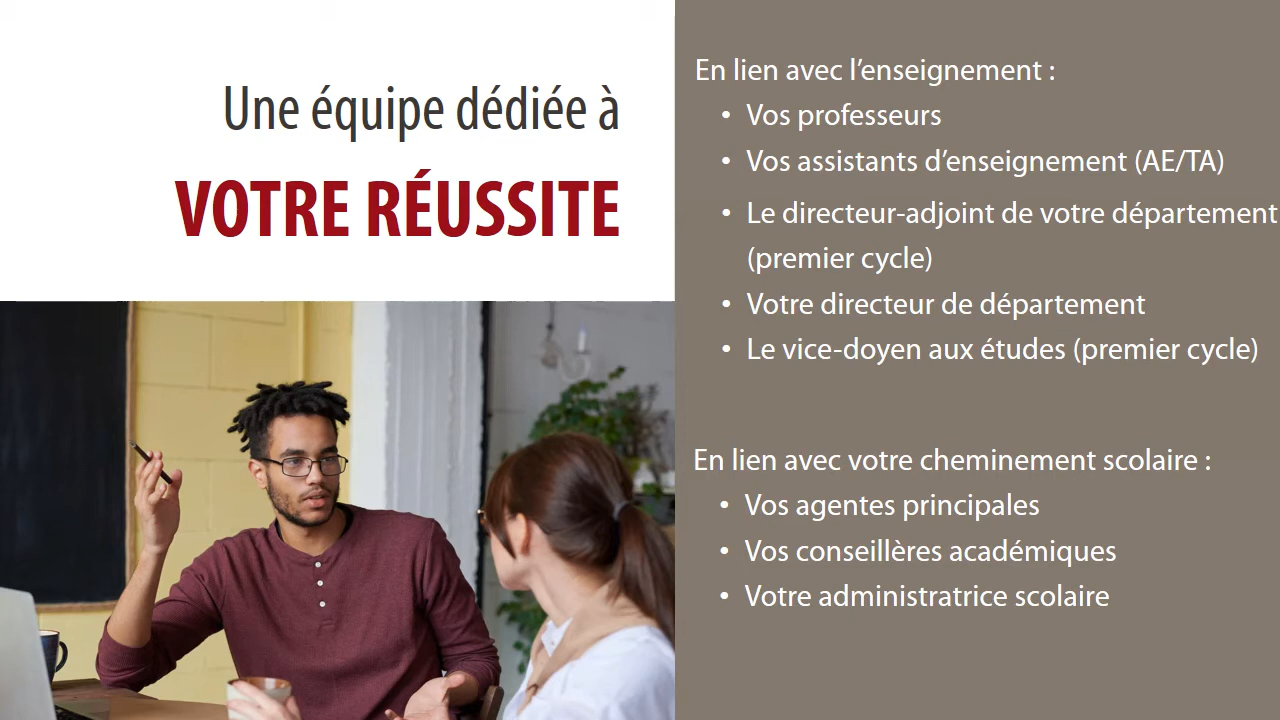 Une équipe dédiée à
VOTRE RÉUSSITE
En lien avec l’enseignement :
• Vos professeurs
• Vos assistants d’enseignement (AE/TA)
• Le directeur-adjoint de votre département
(premier cycle)
• Votre directeur de département
• Le vice-doyen aux études (premier cycle)
En lien avec votre cheminement scolaire :
• Vos agentes principales
• Vos conseillères académiques
• Votre administratrice scolaire